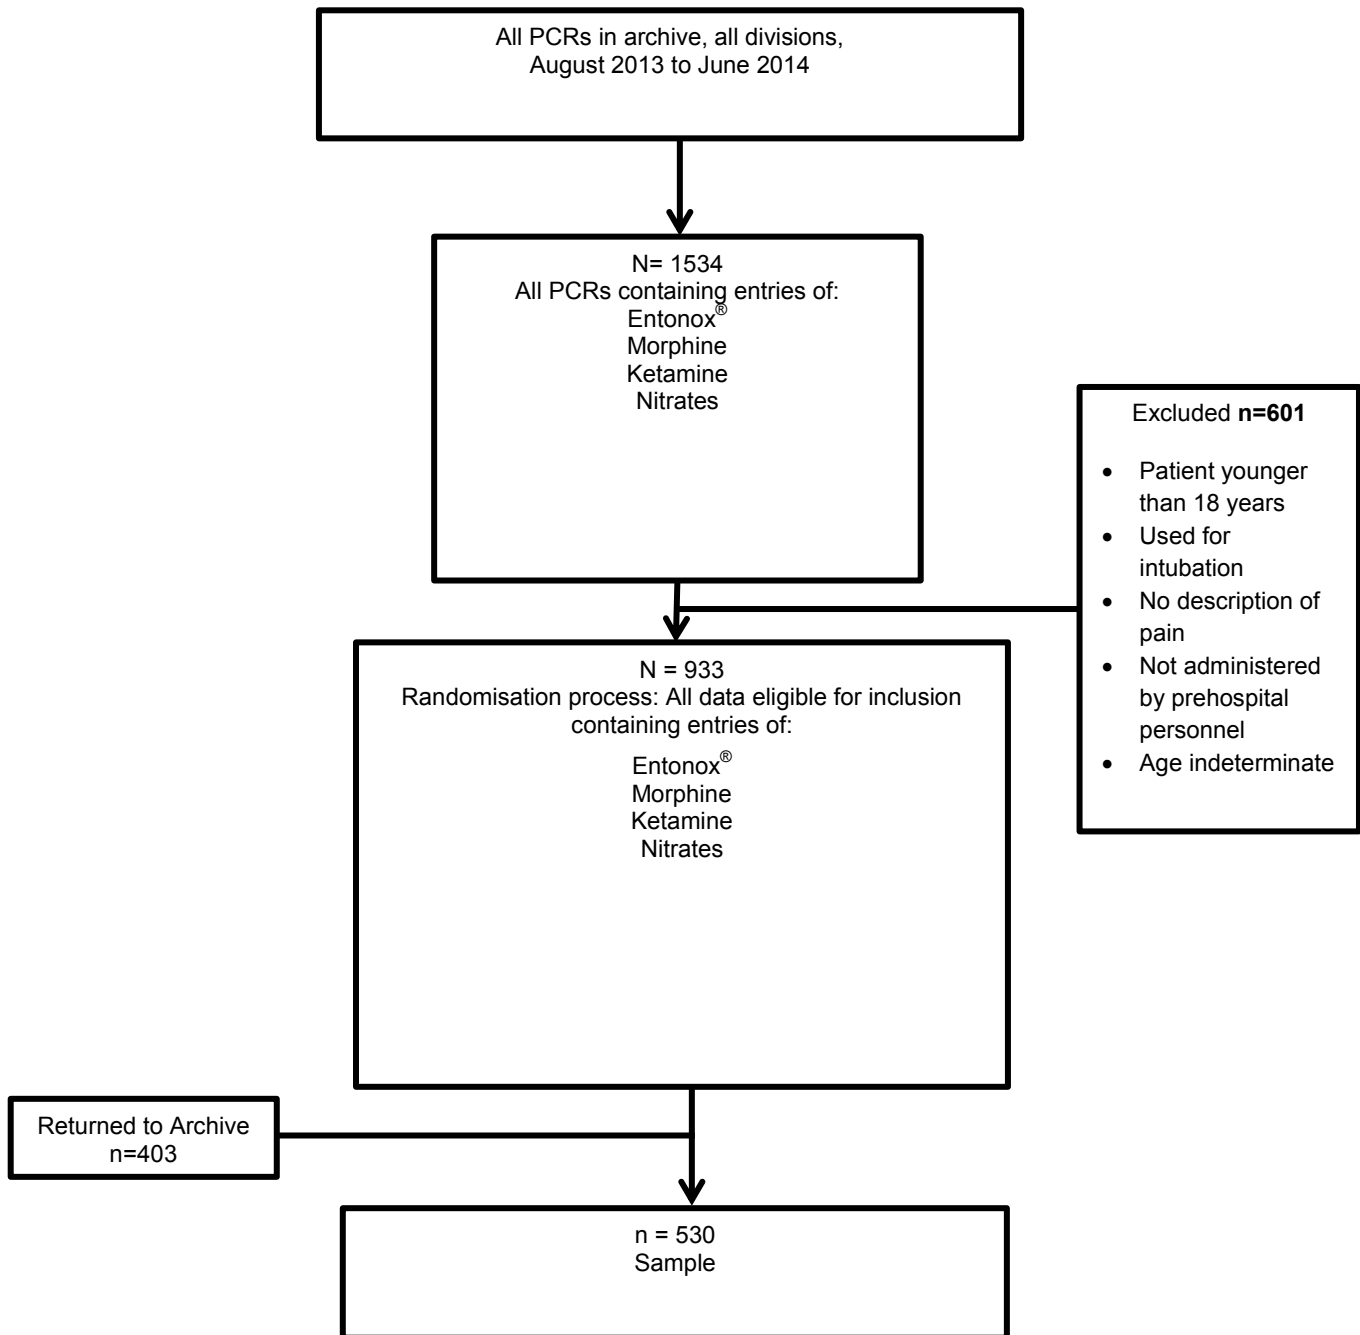 All PCRs in archive, all divisions,
August 2013 to June 2014
N= 1534
All PCRs containing entries of:
Entonox®
Morphine
Ketamine
Nitrates
Excluded n=601
• Patient younger
than 18 years
• Used for
intubation
• No description of
pain
• Not administered
by prehospital
personnel
• Age indeterminate
N = 933
Randomisation process: All data eligible for inclusion
containing entries of:
Entonox®
Morphine
Ketamine
Nitrates
Returned to Archive
n=403
n = 530
Sample